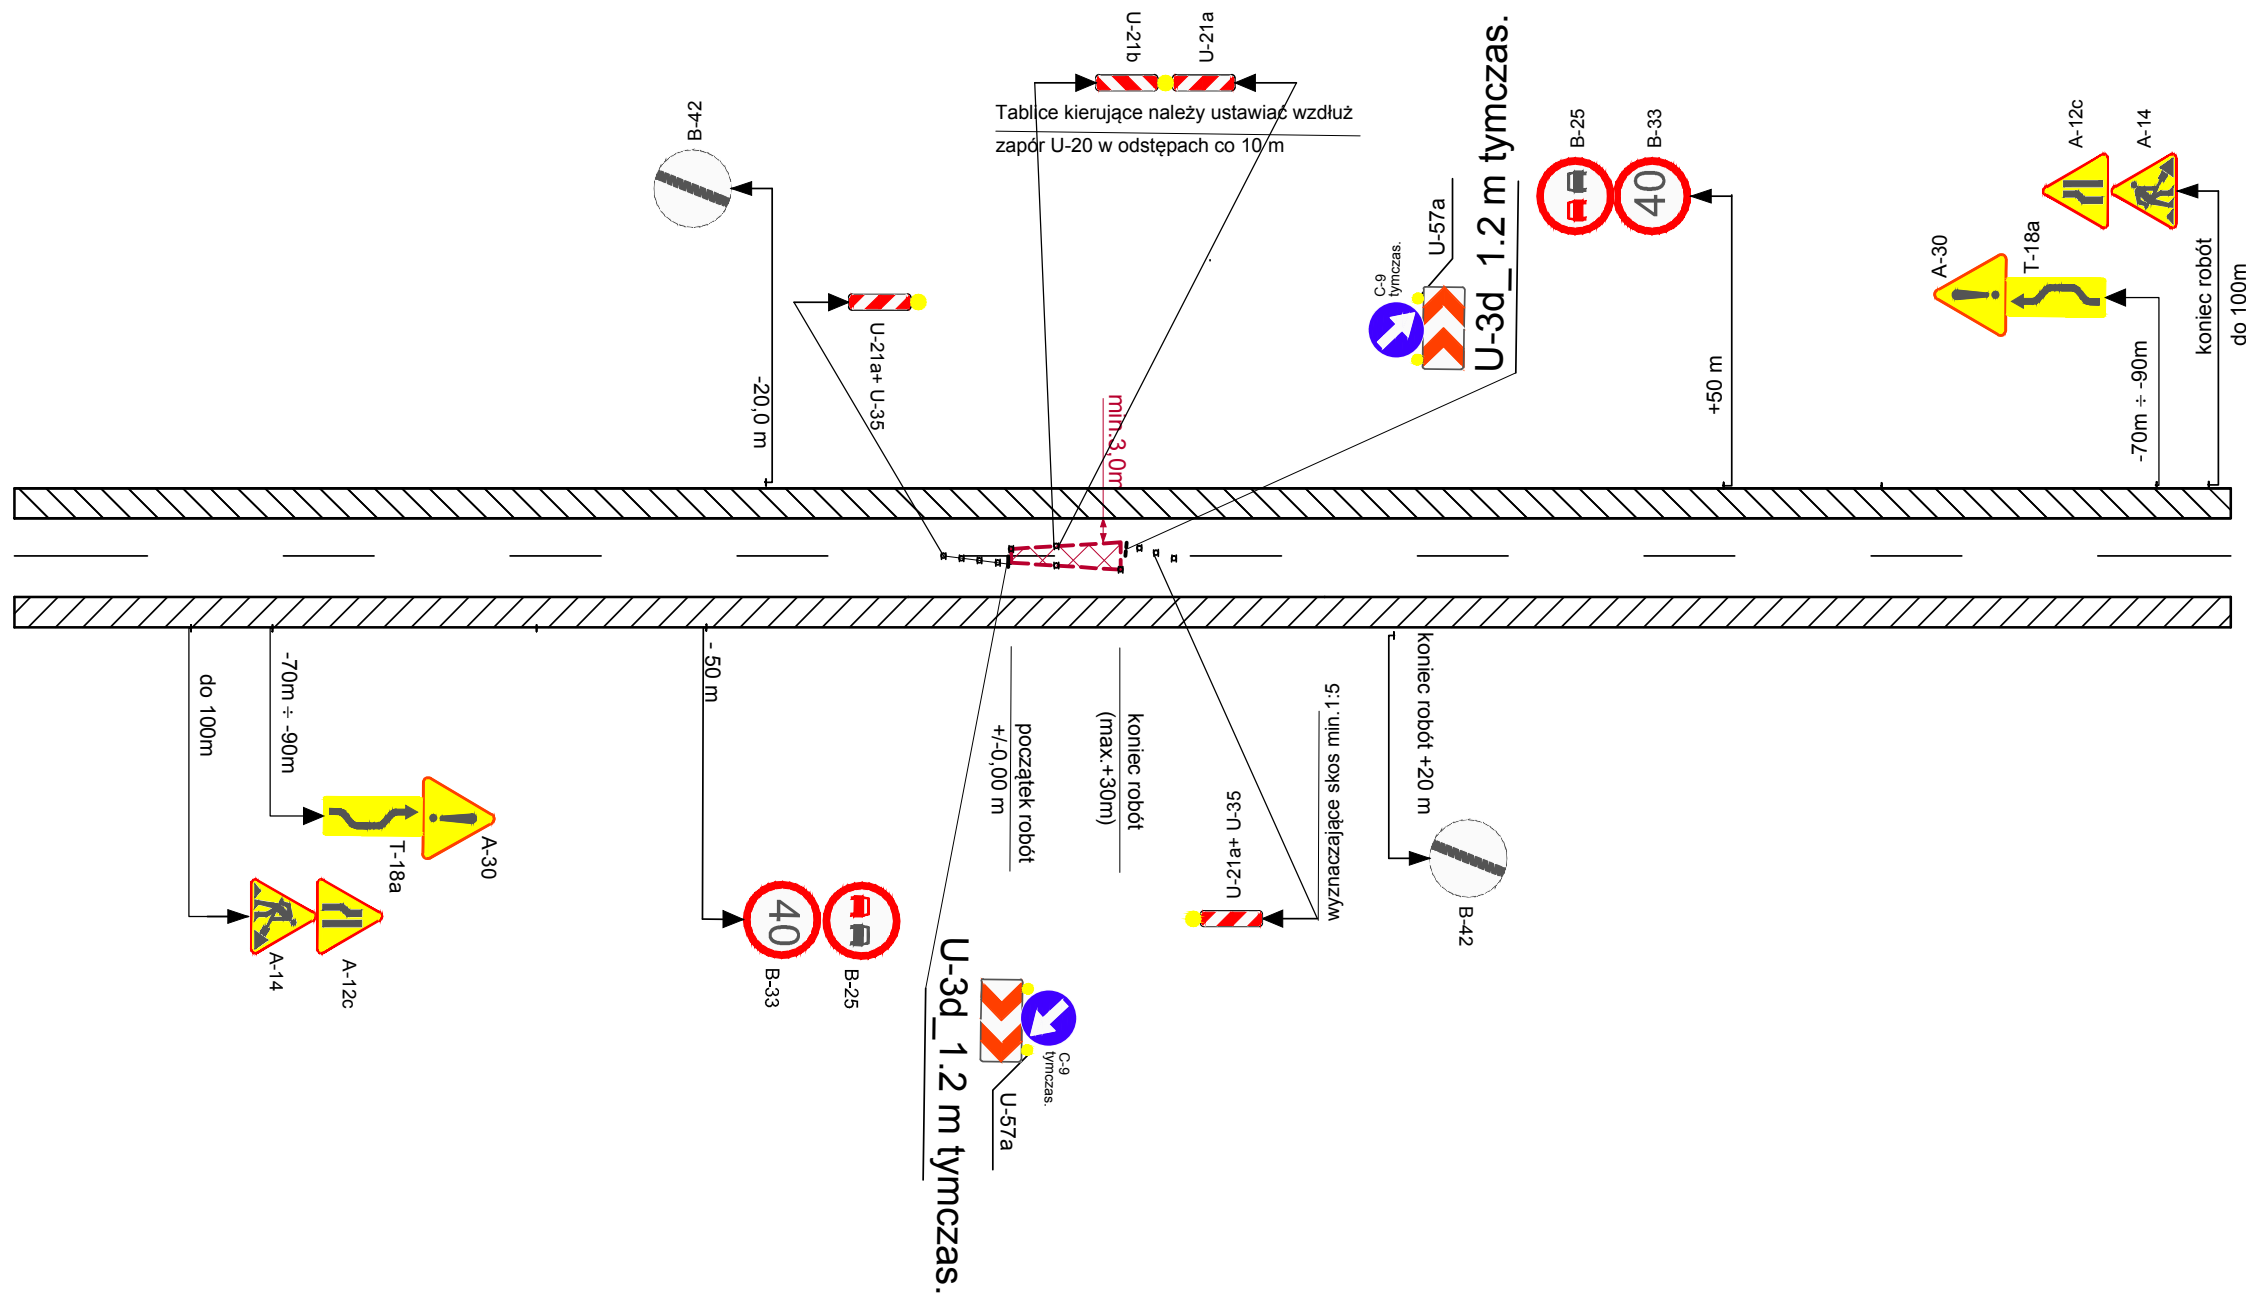 U-21b
U-21a
Tablice kierujące należy ustawiać wzdłuż
zapór U-20 w odstępach co 10 m
B-42
-20,0 m
U-21a+ U-35
min.3,0m
C-9
tymczas.
U-57a
U-3d_1.2 m tymczas.
B-25
B-33
40
+50 m
A-12c
A-14
A-30
T-18a
-70m ÷ -90m
koniec robót
do 100m
do 100m
-70m ÷ -90m
T-18a
A-30
A-14
A-12c
- 50 m
40
B-33
B-25
początek robót
+/-0,00 m
koniec robót
(max.+30m)
U-3d_1.2 m tymczas.
C-9
tymczas.
U-57a
U-21a+ U-35
wyznaczające skos min.1:5
koniec robót +20 m
B-42